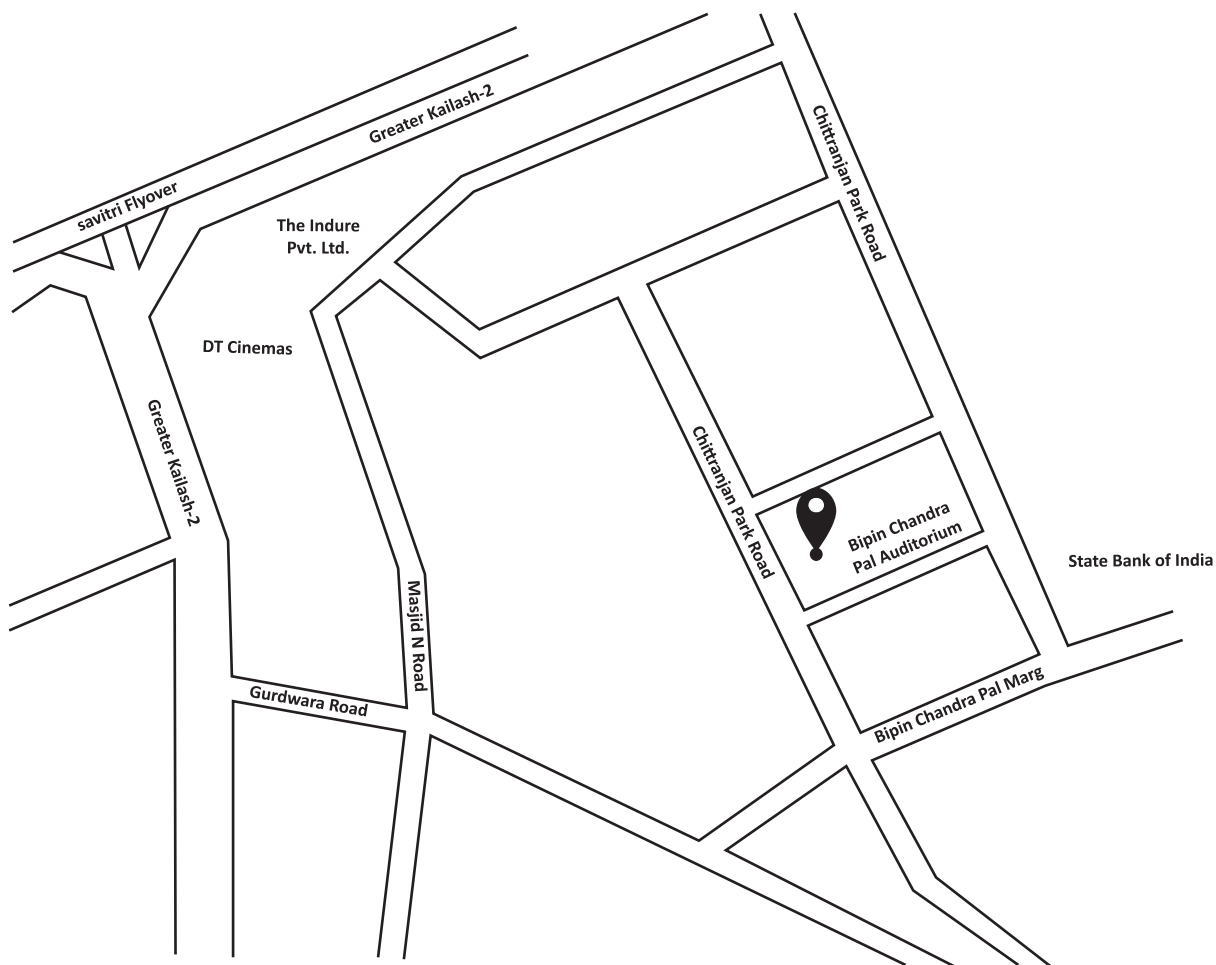 Greater Kailash-2
savitri Flyover
Chittranjan Park Road
The Indure
Pvt. Ltd.
DT Cinemas
Greater Kailash-2
Chittranjan Park Road
Bipin Chandra
Pal Auditorium
State Bank of India
Masjid N Road
Gurdwara Road
Bipin Chandra Pal Marg